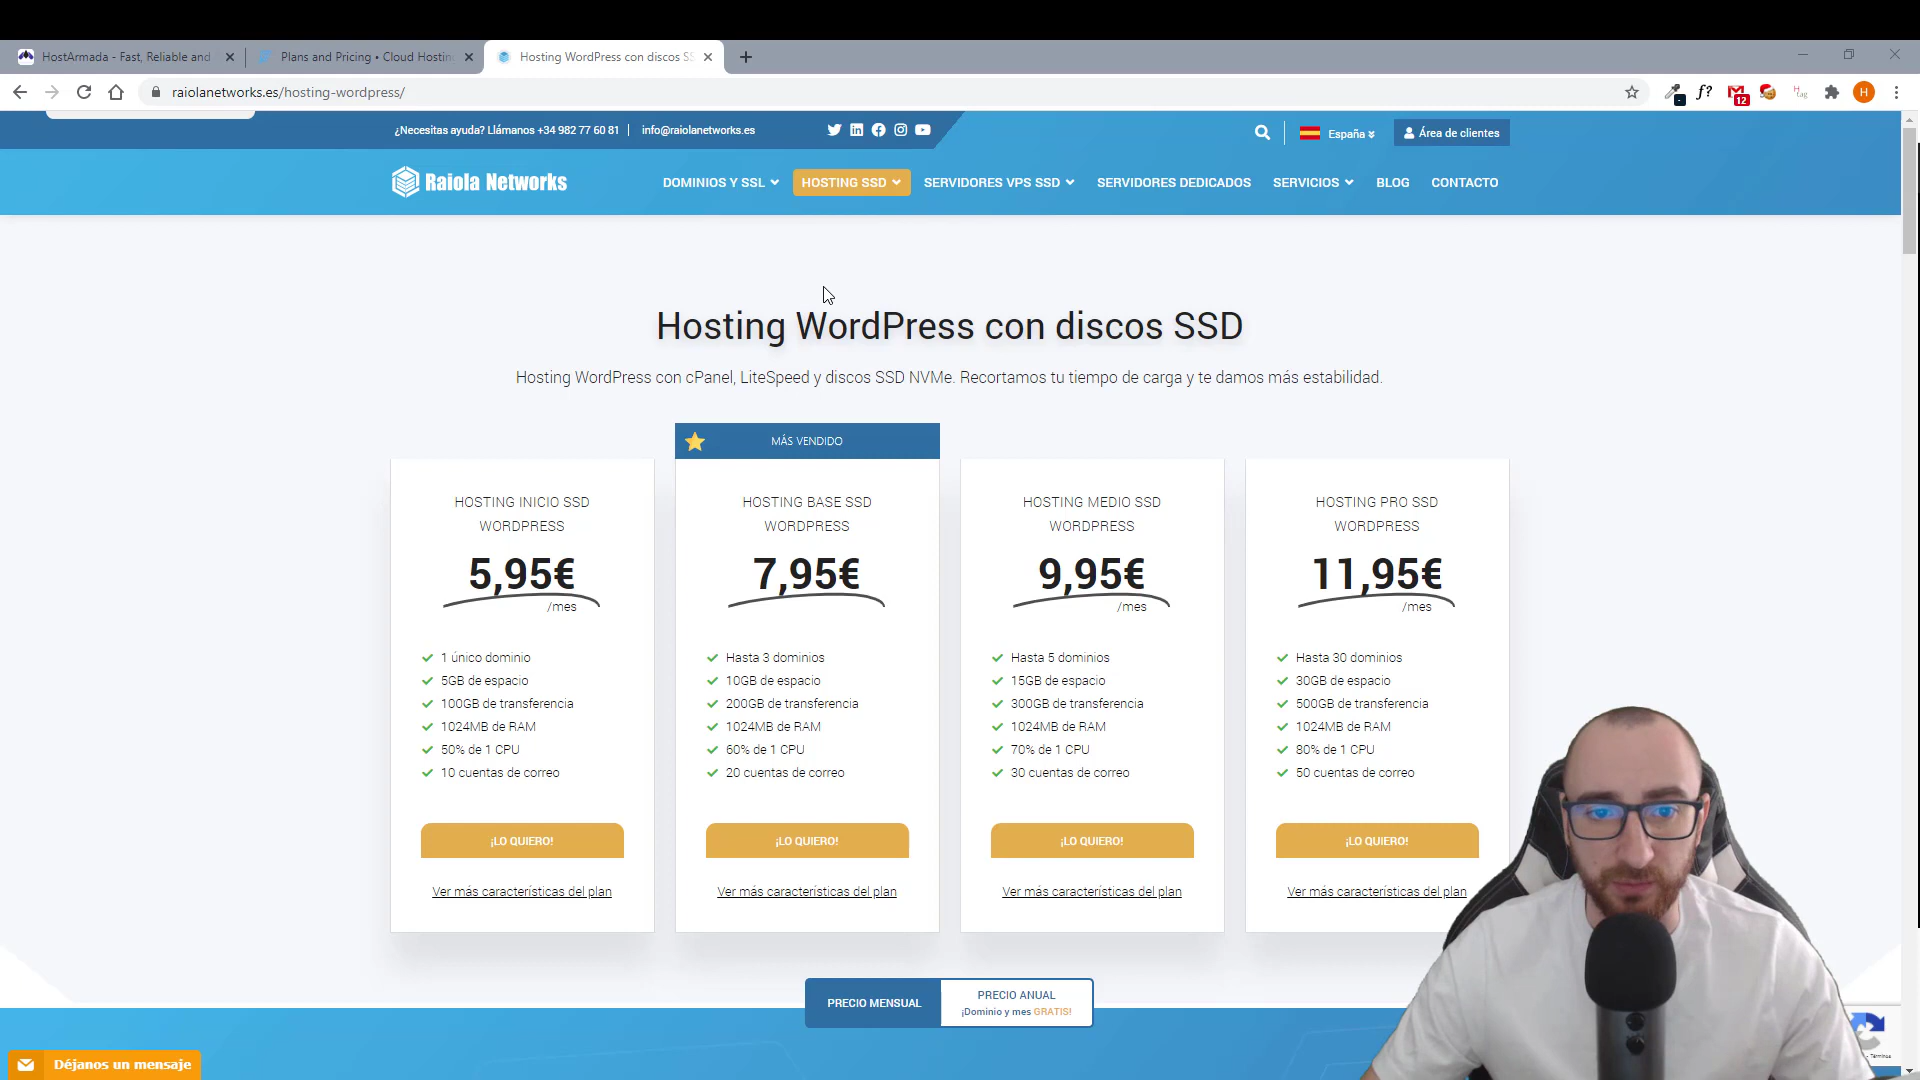 HostArmada - Fast, Reliable and
Plans and Pricing • Cloud Hostin
Hosting WordPress con discos SS
raiolanetworks.es/hosting-wordpress/
f?
12
H
tag
H
¿Necesitas ayuda? Llámanos +34 982 77 60 81
info@raiolanetworks.es
España
Área de clientes
Raiola Networks
DOMINIOS Y SSL
HOSTING SSD
SERVIDORES VPS SSD
SERVIDORES DEDICADOS
SERVICIOS
BLOG
CONTACTO
Hosting WordPress con discos SSD
Hosting WordPress con cPanel, LiteSpeed y discos SSD NVMe. Recortamos tu tiempo de carga y te damos más estabilidad.
HOSTING INICIO SSD
WORDPRESS
5,95€
/mes
1 único dominio
5GB de espacio
100GB de transferencia
1024MB de RAM
50% de 1 CPU
10 cuentas de correo
¡LO QUIERO!
Ver más características del plan
MÁS VENDIDO
HOSTING BASE SSD
WORDPRESS
7,95€
/mes
Hasta 3 dominios
10GB de espacio
200GB de transferencia
1024MB de RAM
60% de 1 CPU
20 cuentas de correo
¡LO QUIERO!
Ver más características del plan
HOSTING MEDIO SSD
WORDPRESS
9,95€
/mes
Hasta 5 dominios
15GB de espacio
300GB de transferencia
1024MB de RAM
70% de 1 CPU
30 cuentas de correo
¡LO QUIERO!
Ver más características del plan
HOSTING PRO SSD
WORDPRESS
11,95€
/mes
Hasta 30 dominios
30GB de espacio
500GB de transferencia
1024MB de RAM
80% de 1 CPU
50 cuentas de correo
¡LO QUIERO!
Ver más características del plan
PRECIO MENSUAL
PRECIO ANUAL
¡Dominio y mes GRATIS!
Déjanos un mensaje
- Términos